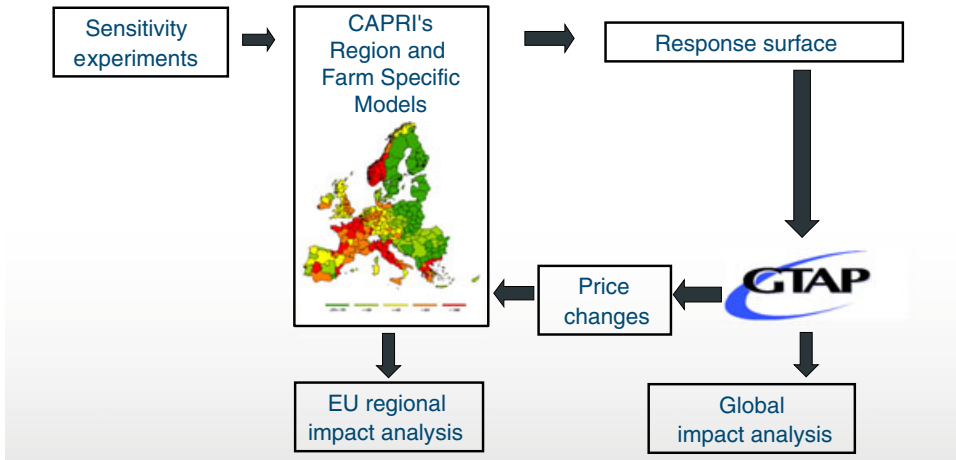 Sensitivity
experiments
CAPRI's
Region and
Farm Specific
Models
Response surface
Price
changes
GTAP
EU regional
impact analysis
Global
impact analysis